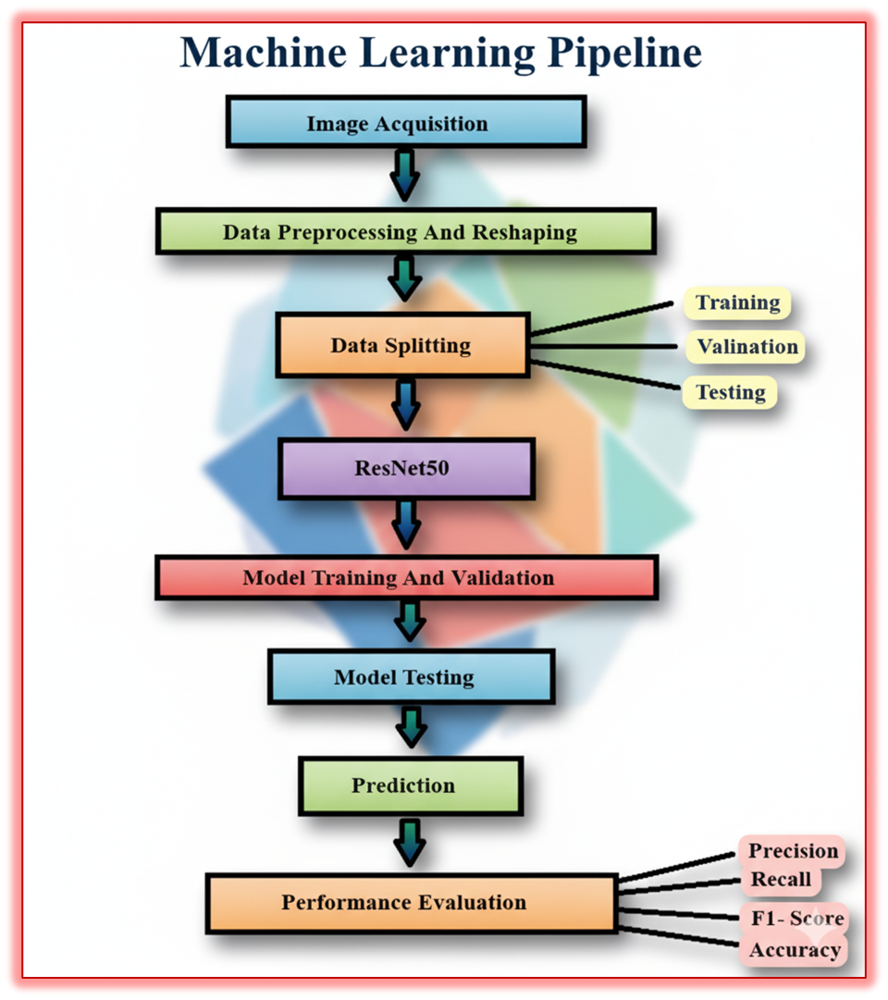 Machine Learning Pipeline
Image Acquisition
Data Preprocessing And Reshaping
Data Splitting
Training
Valination
Testing
ResNet50
Model Training And Validation
Model Testing
Prediction
Performance Evaluation
Precision
Recall
F1- Score
Accuracy